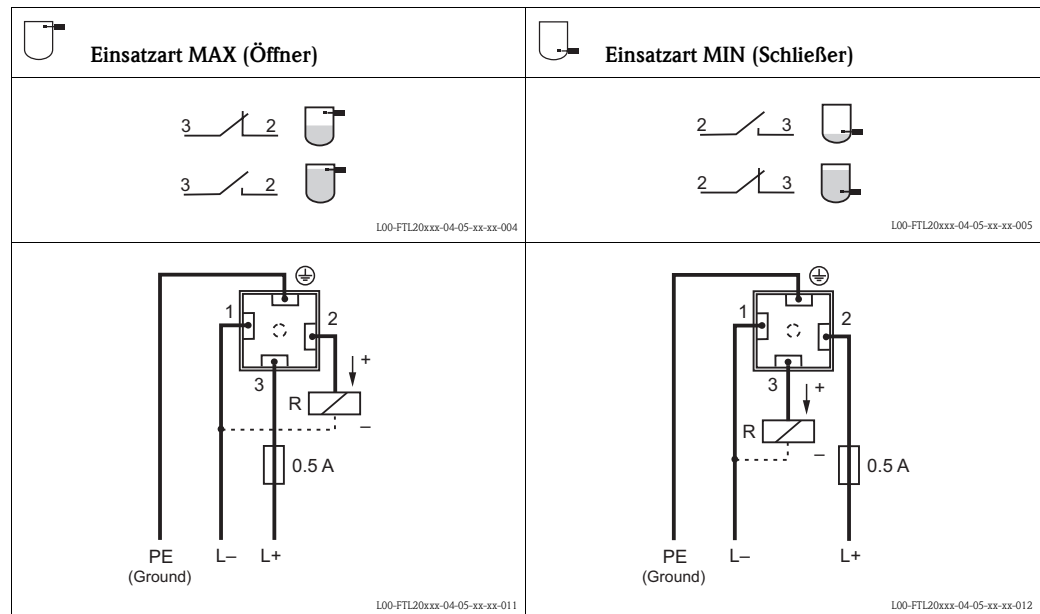 Einsatzart MAX (Öffner)
Einsatzart MIN (Schließer)
3 2
3 2
L00-FTL20xxx-04-05-xx-xx-004
2 3
2 3
L00-FTL20xxx-04-05-xx-xx-005
1
2
3
+
R
–
0.5 A
PE L– L+
(Ground)
L00-FTL20xxx-04-05-xx-xx-011
1
2
3
+
R
–
0.5 A
PE L– L+
(Ground)
L00-FTL20xxx-04-05-xx-xx-012